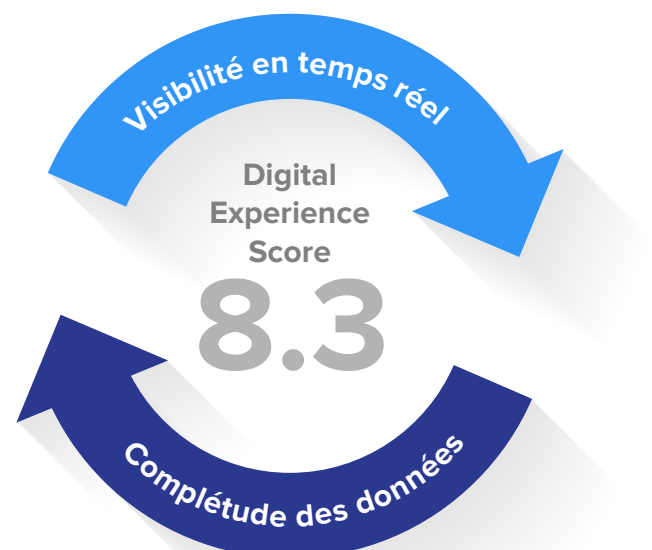 Visibilité en temps réel
Digital
Experience
Score
8.3
Complétude des données